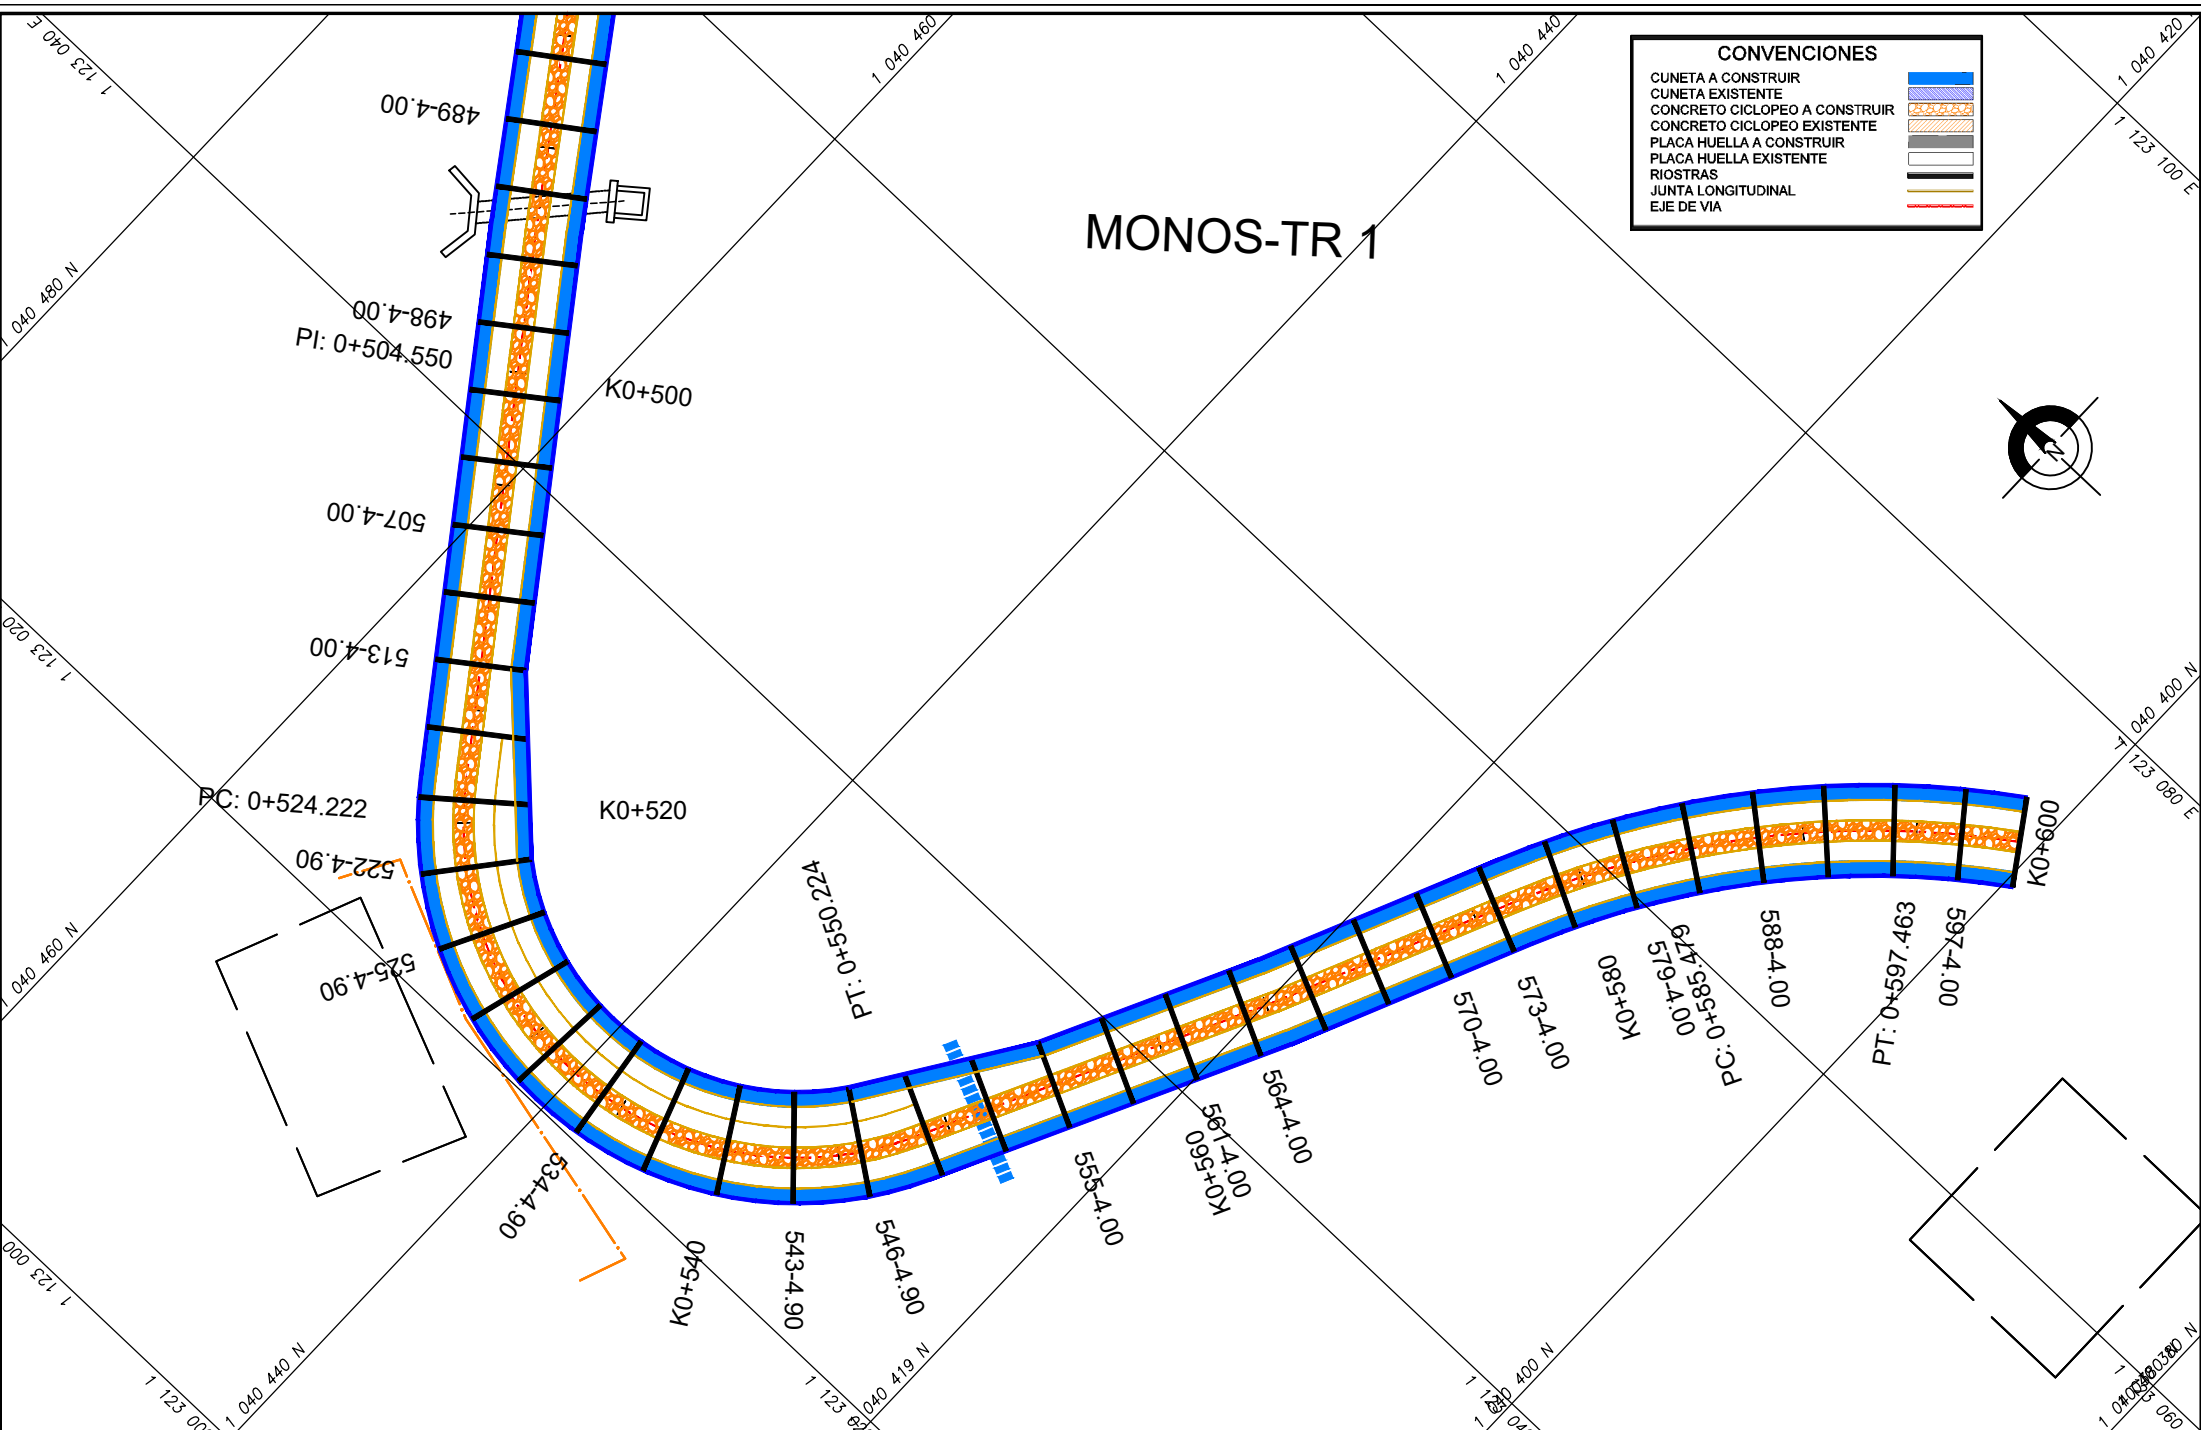 CONVENCIONES
CUNETA A CONSTRUIR
CUNETA EXISTENTE
CONCRETO CICLOPEO A CONSTRUIR
CONCRETO CICLOPEO EXISTENTE
PLACA HUELLA A CONSTRUIR
PLACA HUELLA EXISTENTE
RIOSTRAS
JUNTA LONGITUDINAL
EJE DE VIA
MONOS-TR 1
N
1 123 040 E
1 040 460
1 040 440
1 040 420
1 123 100 E
040 480 N
489-4.00
498-4.00
PI: 0+504.550
K0+500
507-4.00
513-4.00
1 123 020
PC: 0+524.222
K0+520
522-4.90
525-4.90
534-4.90
K0+540
543-4.90
546-4.90
PT: 0+550.224
555-4.00
K0+560
561-4.00
564-4.00
570-4.00
573-4.00
K0+580
579-4.00
PC: 0+585.479
588-4.00
PT: 0+597.463
597-4.00
K0+600
040 400 N
1 123 080 E
1 040 460 N
1 123 000
1 123 00
1 040 440 N
1 123 02
040 419 N
400 N
060